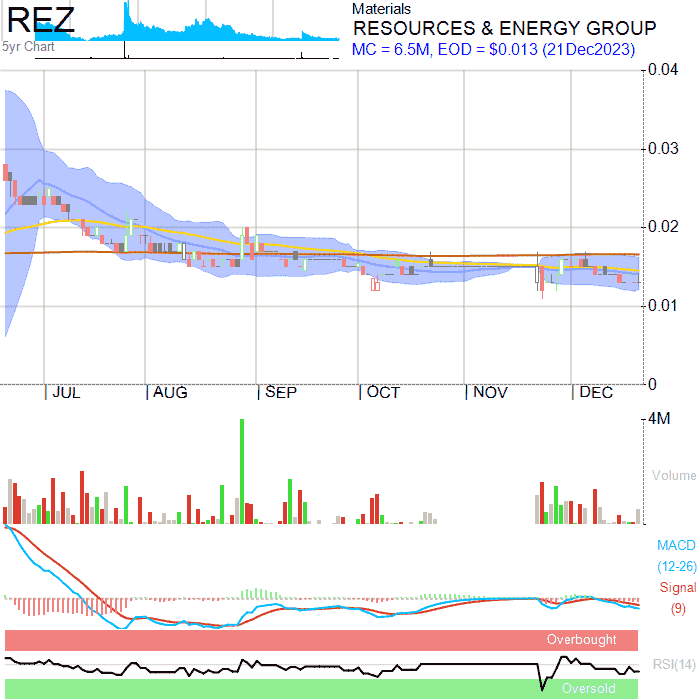 REZ
5yr Chart
Materials
RESOURCES & ENERGY GROUP
MC = 6.5M, EOD = $0.013 (21Dec2023)
0.04
0.03
0.02
0.01
0
JUL AUG SEP OCT NOV DEC
4M
Volume
MACD
(12-26)
Signal
(9)
Overbought
RSI(14)
Oversold